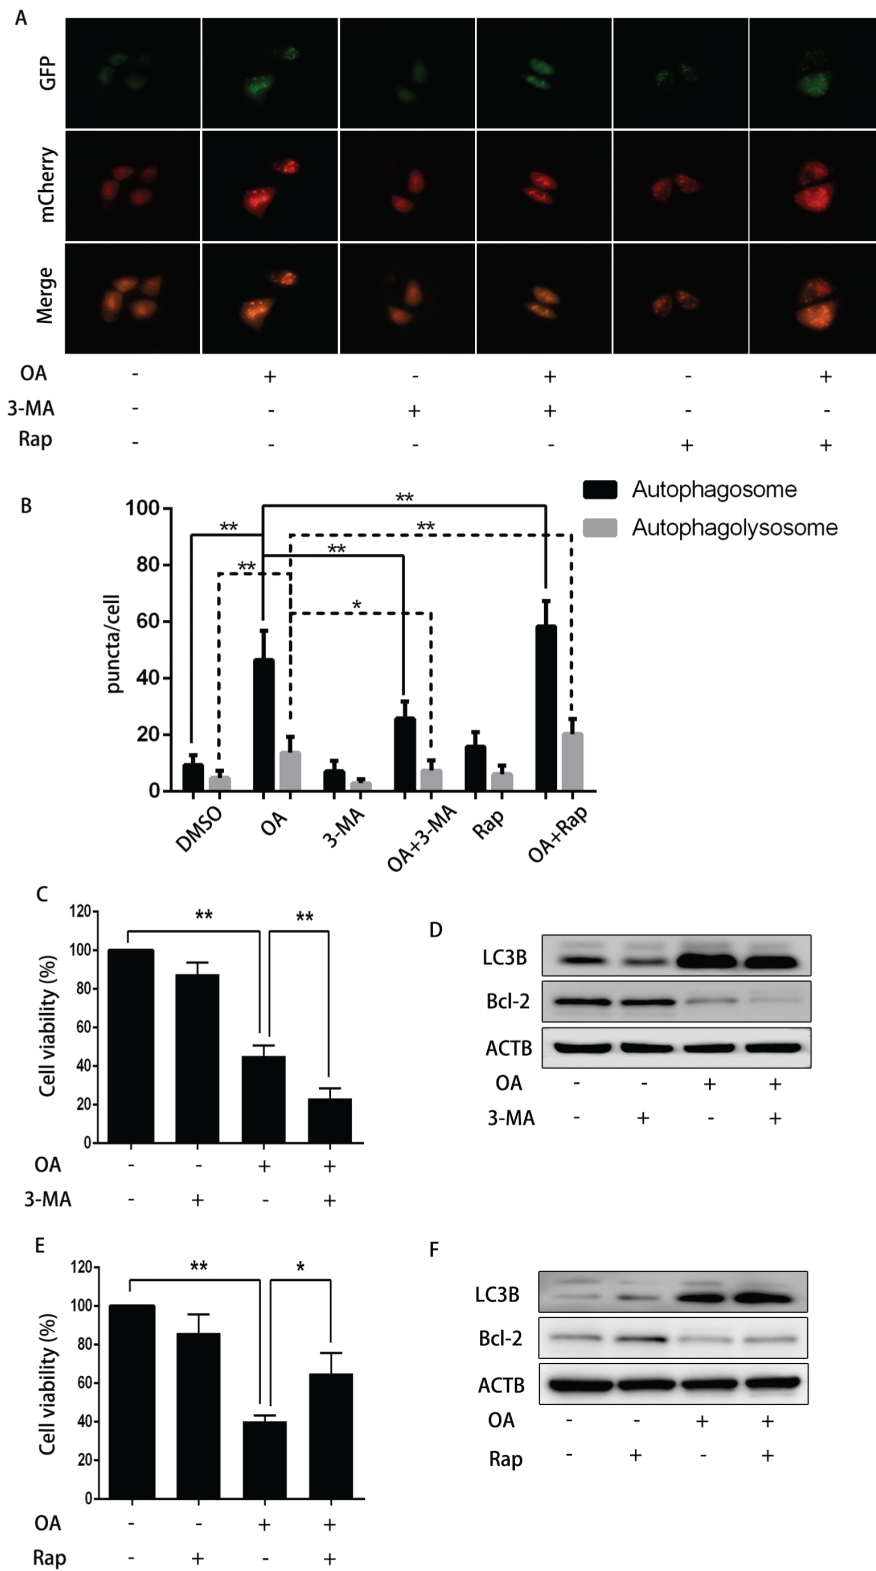 A
GFP
mCherry
Merge
OA - + - + - +
3-MA - - + + - -
Rap - - - - + +
B
Autophagosome
Autophagolysosome
puncta/cell
100
80
60
40
20
0
** ** ** ** ** *
DMSO OA 3-MA OA+3-MA Rap OA+Rap
C
Cell viability (%)
120
100
80
60
40
20
0
** **
OA - - + +
3-MA - + - +
D
LC3B
Bcl-2
ACTB
OA - - + +
3-MA - + - +
E
Cell viability (%)
120
100
80
60
40
20
0
** *
OA - - + +
Rap - + - +
F
LC3B
Bcl-2
ACTB
OA - - + +
Rap - + - +